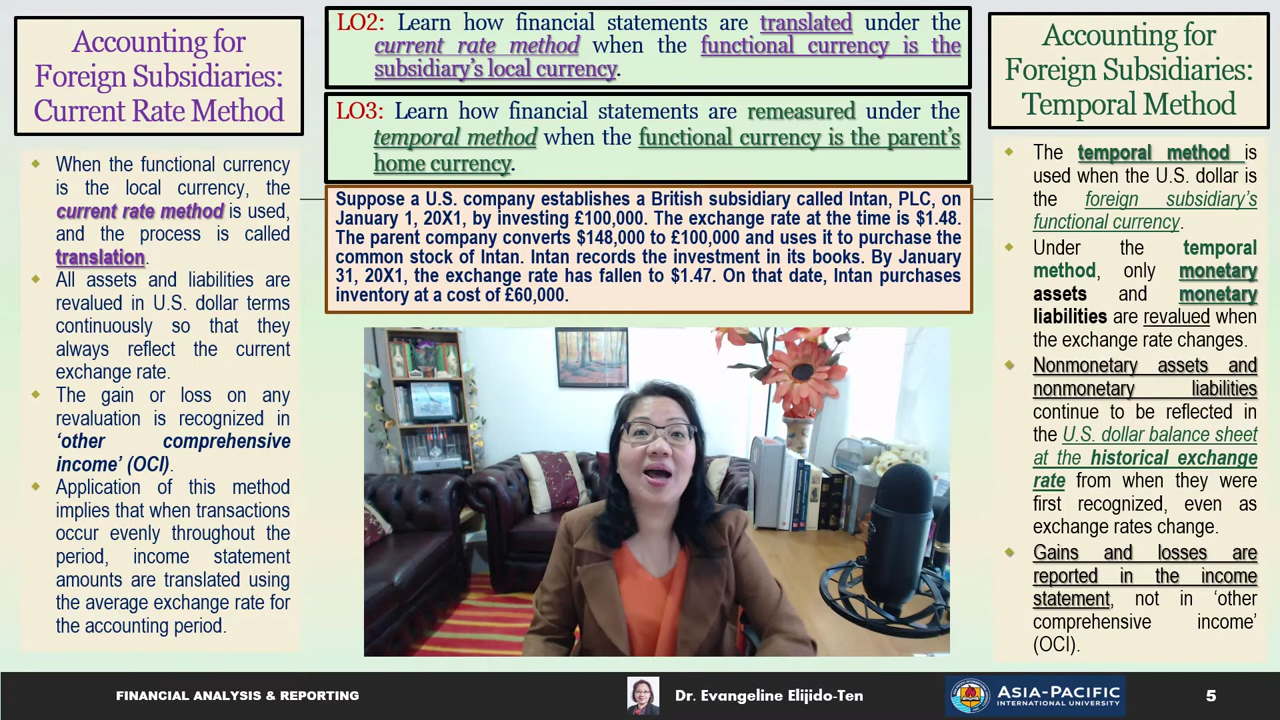 Accounting for
Foreign Subsidiaries:
Current Rate Method
When the functional currency
is the local currency, the
current rate method is used,
and the process is called
translation.
All assets and liabilities are
revalued in U.S. dollar terms
continuously so that they
always reflect the current
exchange rate.
The gain or loss on any
revaluation is recognized in
‘other comprehensive
income’ (OCI).
Application of this method
implies that when transactions
occur evenly throughout the
period, income statement
amounts are translated using
the average exchange rate for
the accounting period.
LO2: Learn how financial statements are translated under the
current rate method when the functional currency is the
subsidiary’s local currency.
LO3: Learn how financial statements are remeasured under the
temporal method when the functional currency is the parent’s
home currency.
Suppose a U.S. company establishes a British subsidiary called Intan, PLC, on
January 1, 20X1, by investing £100,000. The exchange rate at the time is $1.48.
The parent company converts $148,000 to £100,000 and uses it to purchase the
common stock of Intan. Intan records the investment in its books. By January
31, 20X1, the exchange rate has fallen to $1.47. On that date, Intan purchases
inventory at a cost of £60,000.
Accounting for
Foreign Subsidiaries:
Temporal Method
The temporal method is
used when the U.S. dollar is
the foreign subsidiary’s
functional currency.
Under the temporal
method, only monetary
assets and monetary
liabilities are revalued when
the exchange rate changes.
Nonmonetary assets and
nonmonetary liabilities
continue to be reflected in
the U.S. dollar balance sheet
at the historical exchange
rate from when they were
first recognized, even as
exchange rates change.
Gains and losses are
reported in the income
statement, not in ‘other
comprehensive income’
(OCI).
FINANCIAL ANALYSIS & REPORTING
Dr. Evangeline Elijido-Ten
ASIA-PACIFIC
INTERNATIONAL UNIVERSITY
5